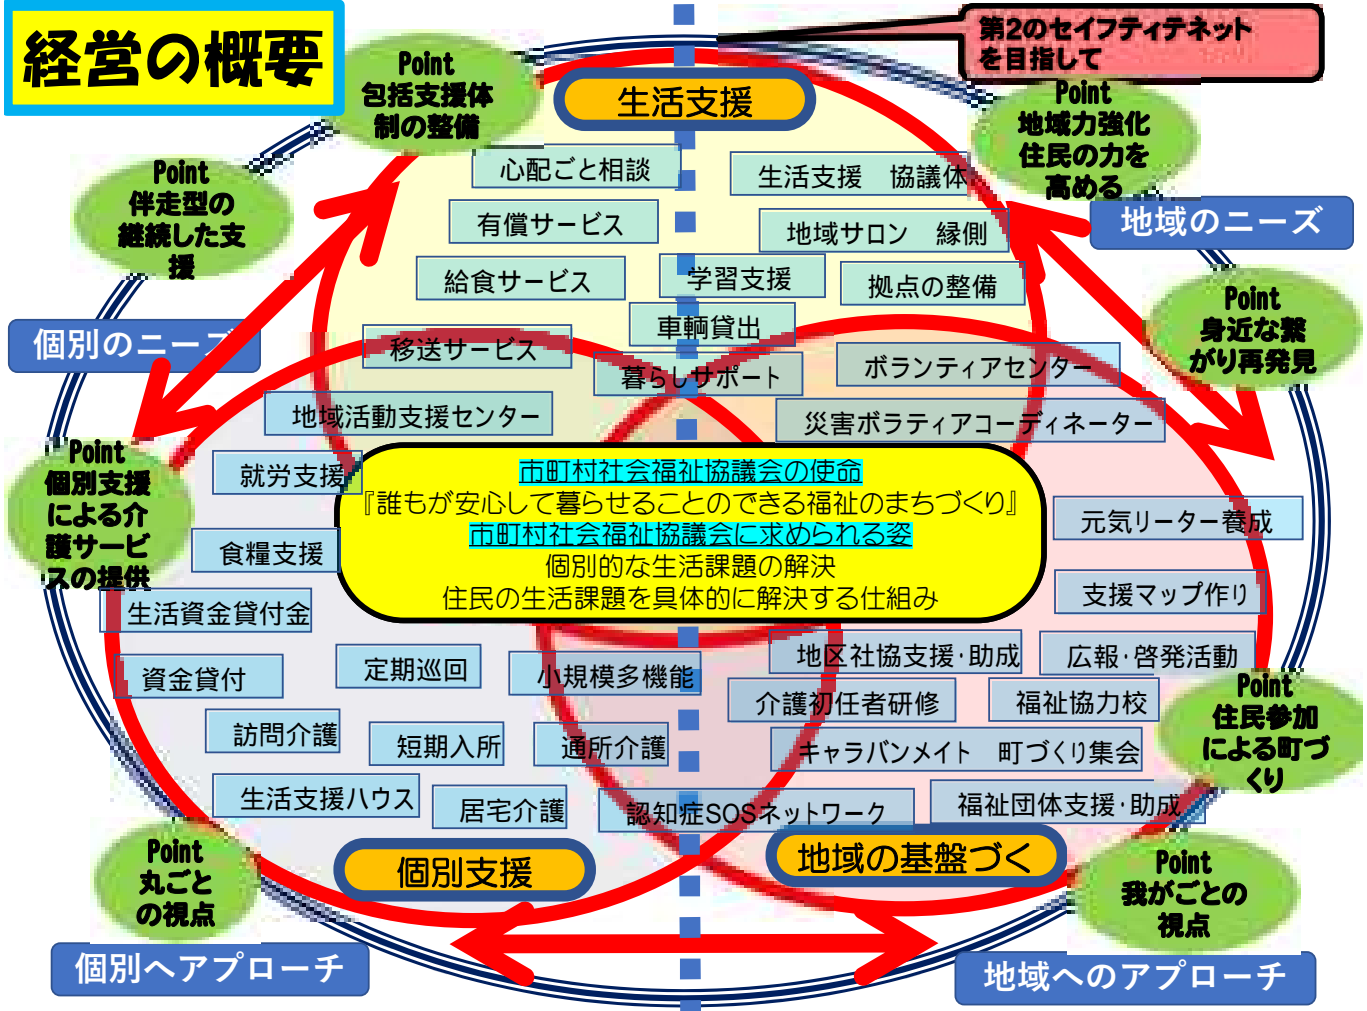 経営の概要
第2のセイフティテネット
を目指して
Point
包括支援体
制の整備
生活支援
Point
地域力強化
住民の力を
高める
Point
伴走型の
継続した支
援
心配ごと相談
生活支援　協議体
地域のニーズ
有償サービス
地域サロン　縁側
給食サービス
学習支援
拠点の整備
Point
身近な繋
がり再発見
個別のニーズ
車輌貸出
移送サービス
暮らしサポート
ボランティアセンター
地域活動支援センター
災害ボラティアコーディネーター
Point
個別支援
による介
護サービ
スの提供
就労支援
市町村社会福祉協議会の使命
『誰もが安心して暮らせることのできる福祉のまちづくり』
市町村社会福祉協議会に求められる姿
個別的な生活課題の解決
住民の生活課題を具体的に解決する仕組み
元気リーター養成
食糧支援
支援マップ作り
生活資金貸付金
地区社協支援・助成
広報・啓発活動
資金貸付
定期巡回
小規模多機能
介護初任者研修
福祉協力校
Point
住民参加
による町づ
くり
訪問介護
短期入所
通所介護
キャラバンメイト　町づくり集会
生活支援ハウス
居宅介護
認知症SOSネットワーク
福祉団体支援・助成
Point
丸ごと
の視点
個別支援
地域の基盤づく
Point
我がごとの
視点
個別へアプローチ
地域へのアプローチ